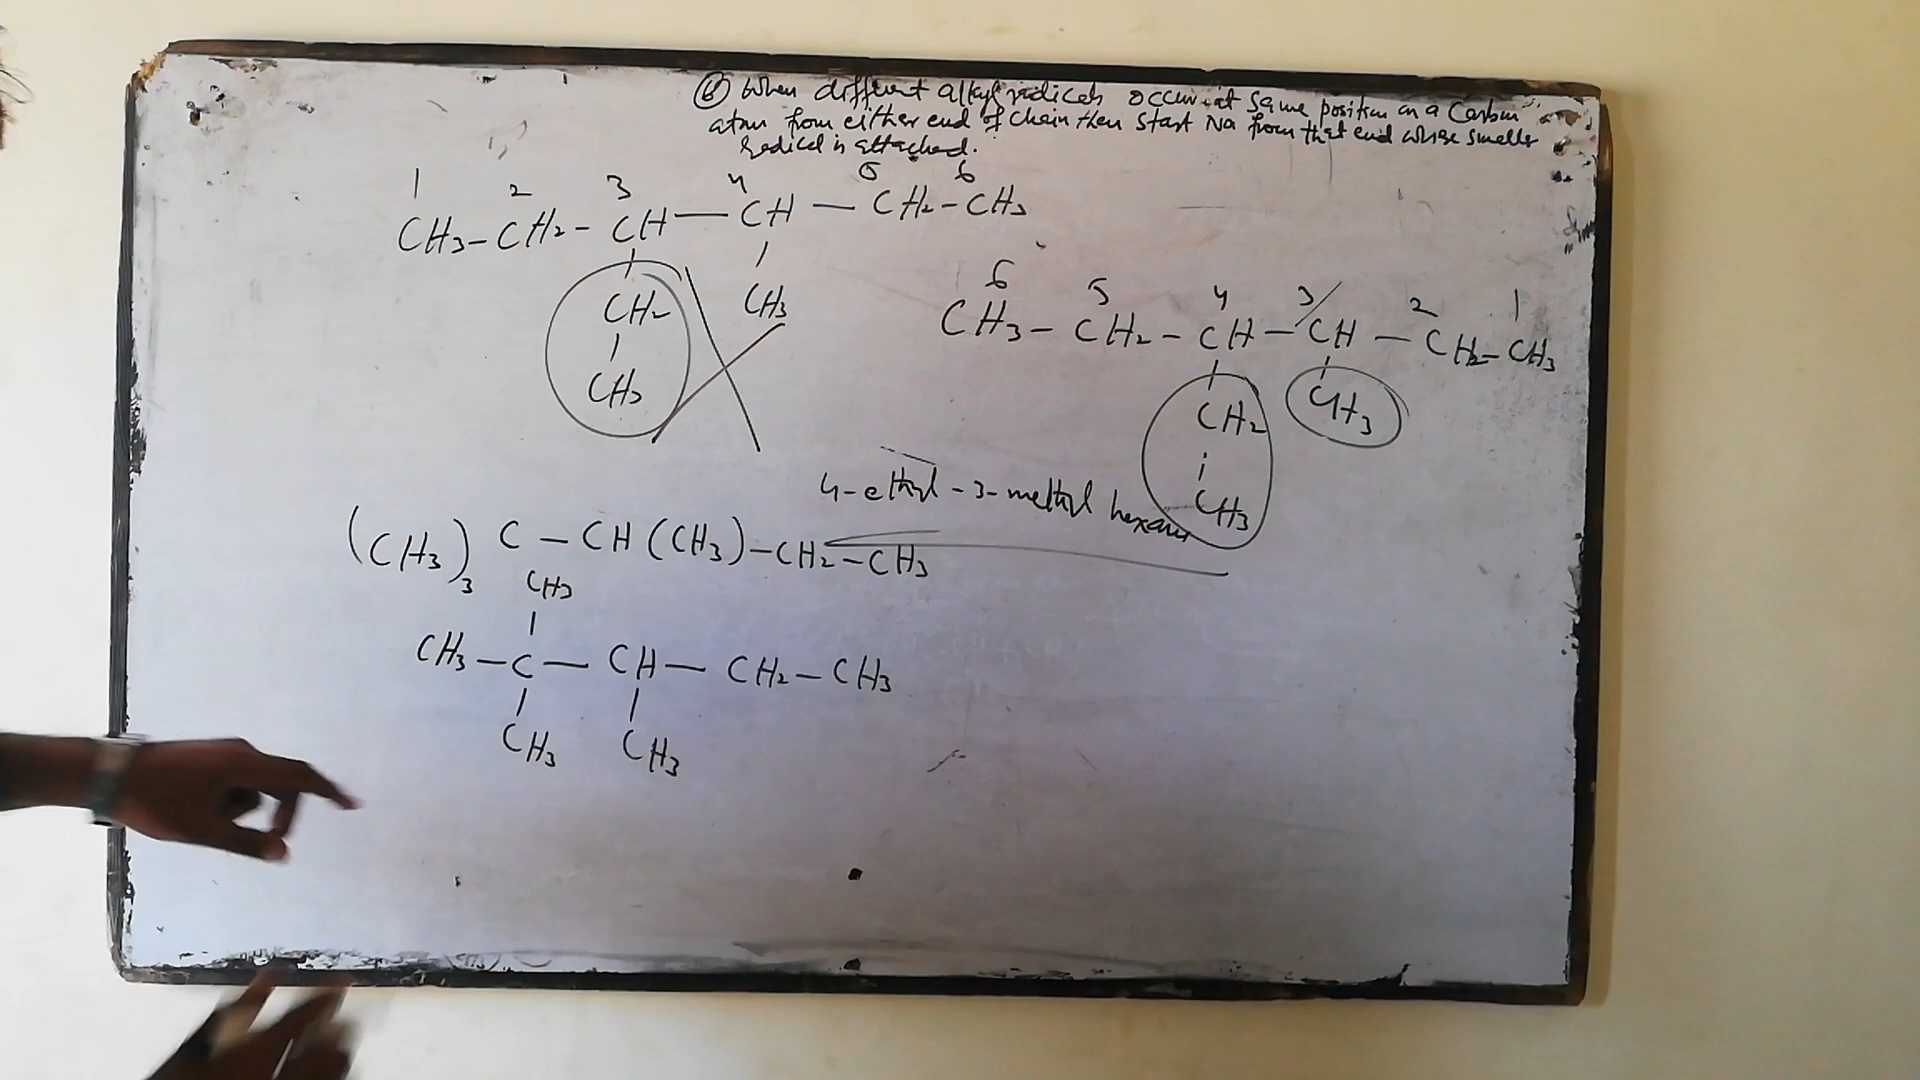 ⑥ When different alkyl radicals occur at same position on a Carbon
atom from either end of chain then start No from that end whose smaller
radical is attached.
1 2 3 4 5 6
CH3-CH2-CH—CH—CH2-CH3
CH2 CH3
CH3
6 5 4 3 2 1
CH3-CH2-CH-CH-CH2-CH3
CH2 CH3
CH3
4-ethyl-3-methyl hexane
(CH3)3 C-CH(CH3)-CH2-CH3
CH3
CH3-C—CH—CH2-CH3
CH3 CH3